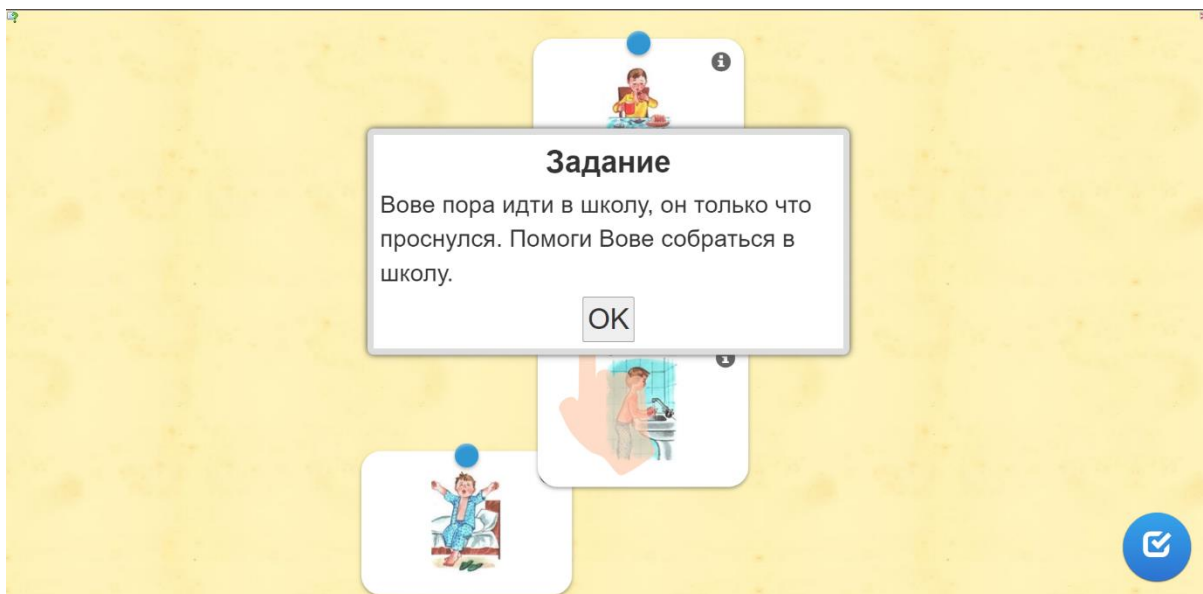 Задание
Вове пора идти в школу, он только что
проснулся. Помоги Вове собраться в
школу.
OK